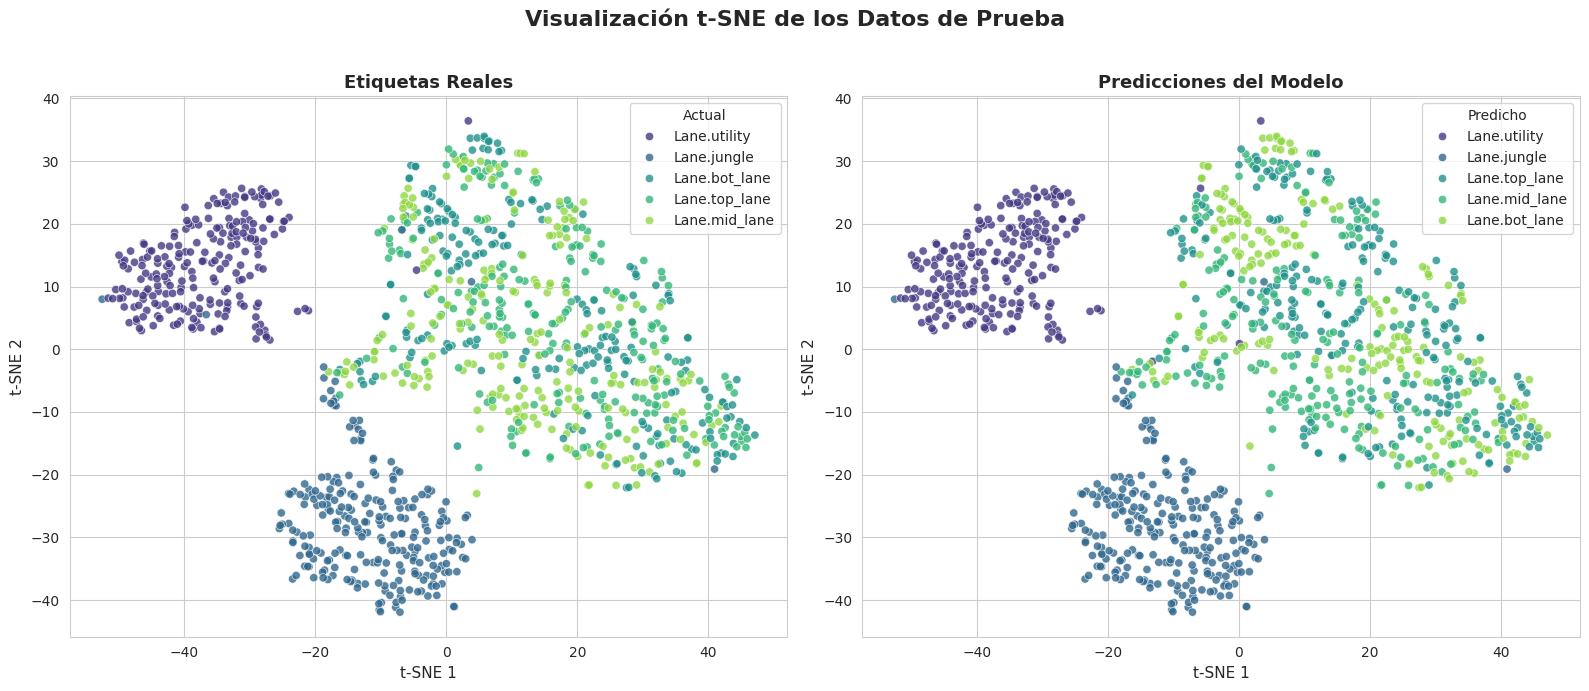 Visualización t-SNE de los Datos de Prueba
Etiquetas Reales
Actual
Lane.utility
Lane.jungle
Lane.bot_lane
Lane.top_lane
Lane.mid_lane
40
30
20
10
0
−10
−20
−30
−40
t-SNE 2
−40
−20
0
20
40
t-SNE 1
Predicciones del Modelo
Predicho
Lane.utility
Lane.jungle
Lane.top_lane
Lane.mid_lane
Lane.bot_lane
40
30
20
10
0
−10
−20
−30
−40
t-SNE 2
−40
−20
0
20
40
t-SNE 1